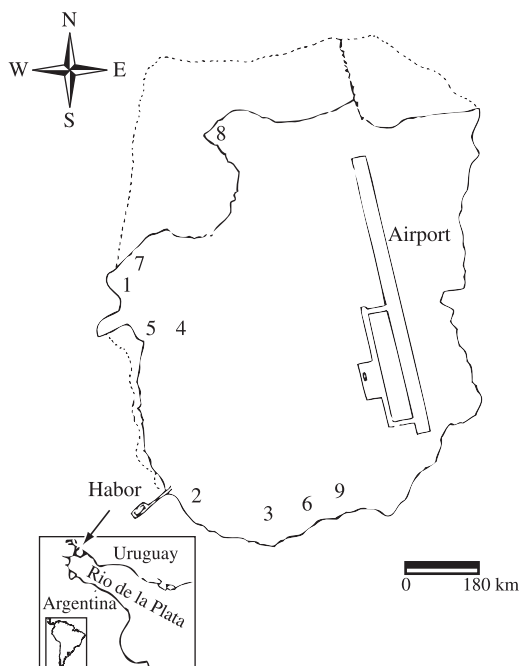 N
W E
S
8
Airport
7
1
5 4
Habor
2
3 6 9
Uruguay
Rio de la Plata
Argentina
0 180 km